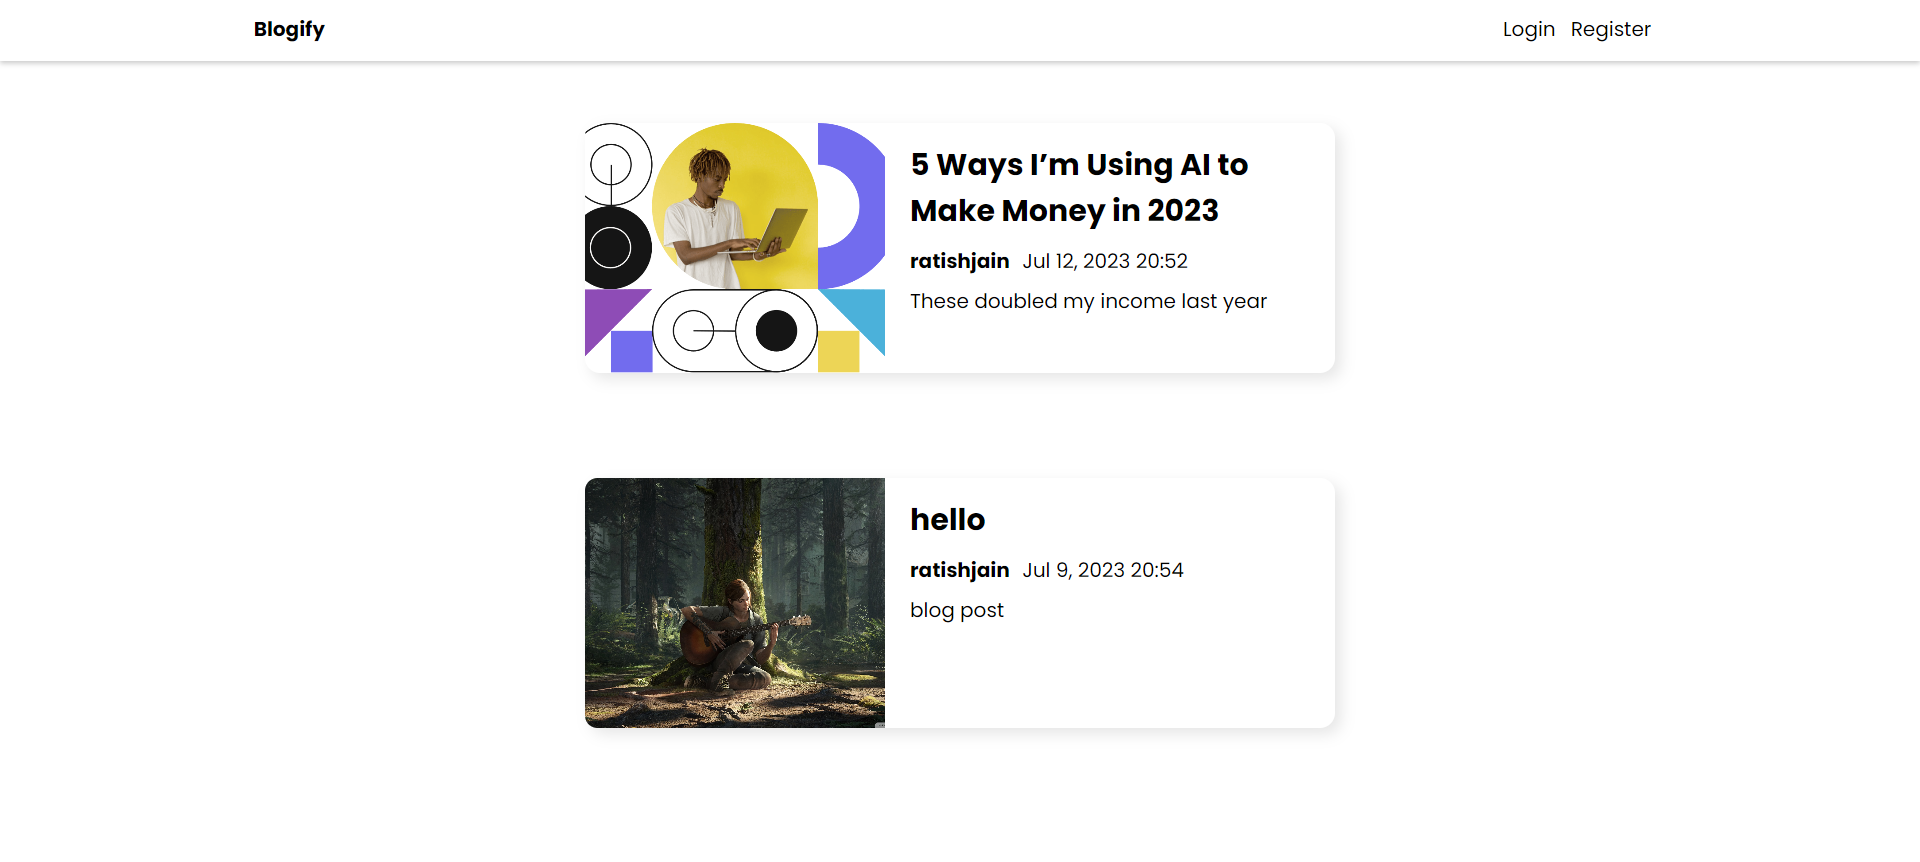 Blogify
Login Register
5 Ways I’m Using AI to
Make Money in 2023
ratishjain Jul 12, 2023 20:52
These doubled my income last year
hello
ratishjain Jul 9, 2023 20:54
blog post